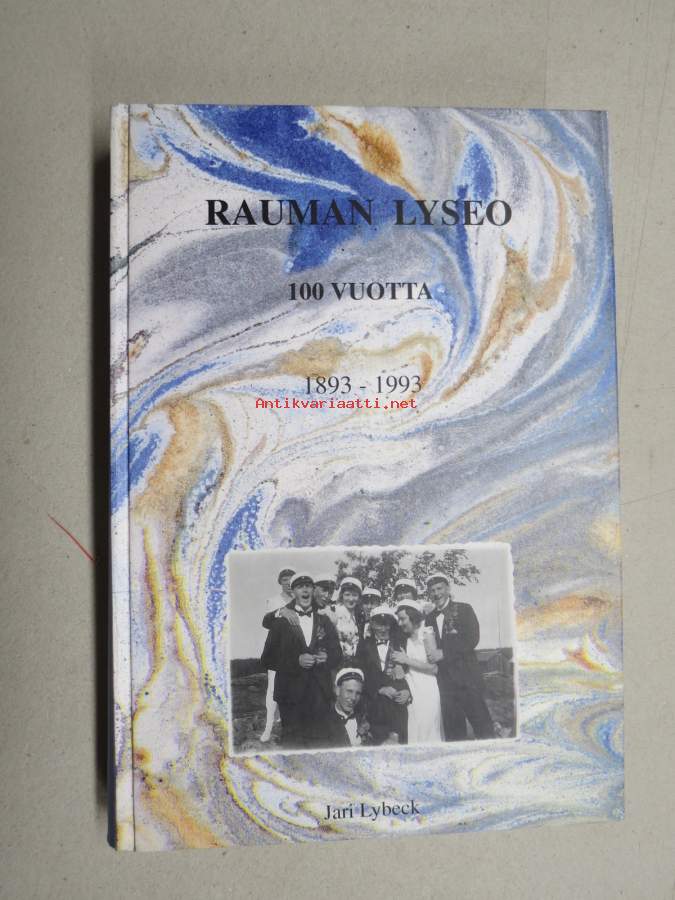 RAUMAN LYSEO
100 VUOTTA
1893 - 1993
Antikvariaatti.net
Jari Lybeck